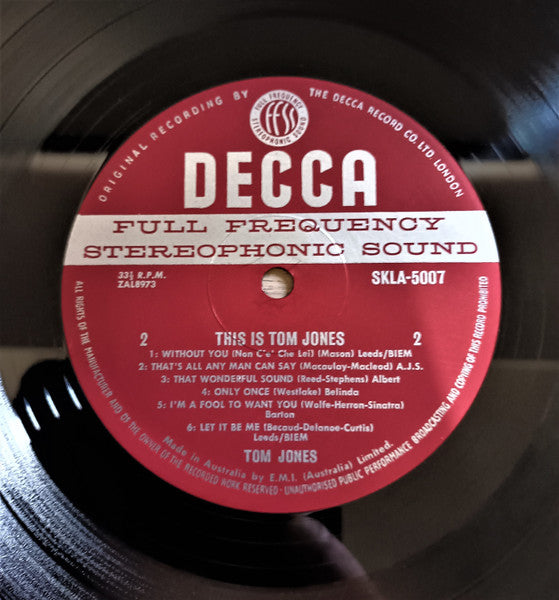 ORIGINAL RECORDING BY THE DECCA RECORD CO. LTD. LONDON
FULL FREQUENCY
ffss
STEREOPHONIC SOUND
DECCA
FULL FREQUENCY
STEREOPHONIC SOUND
33⅓ R.P.M.
ZAL8973
SKLA-5007
2 THIS IS TOM JONES 2
1: WITHOUT YOU (Non C'e' Che Lei) (Mason) Leeds/BIEM
2: THAT'S ALL ANY MAN CAN SAY (Macaulay-Macleod) A.J.S.
3: THAT WONDERFUL SOUND (Reed-Stephens) Albert
4: ONLY ONCE (Westlake) Belinda
5: I'M A FOOL TO WANT YOU (Wolfe-Herron-Sinatra)
Barton
6: LET IT BE ME (Becaud-Delanoe-Curtis)
Leeds/BIEM
TOM JONES
Made in Australia by E.M.I. (Australia) Limited.
ALL RIGHTS OF THE MANUFACTURER AND OF THE OWNER OF THE RECORDED WORK RESERVED · UNAUTHORISED PUBLIC PERFORMANCE BROADCASTING AND COPYING OF THIS RECORD PROHIBITED